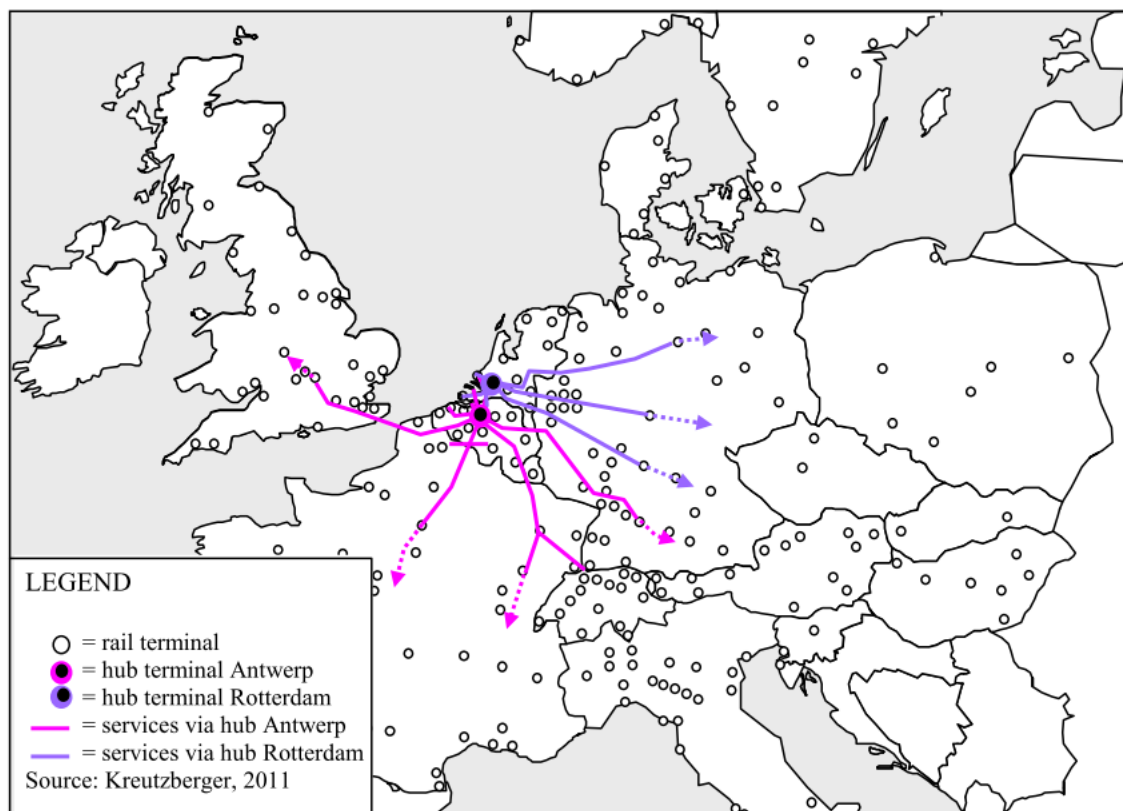 LEGEND
= rail terminal
= hub terminal Antwerp
= hub terminal Rotterdam
= services via hub Antwerp
= services via hub Rotterdam
Source: Kreutzberger, 2011